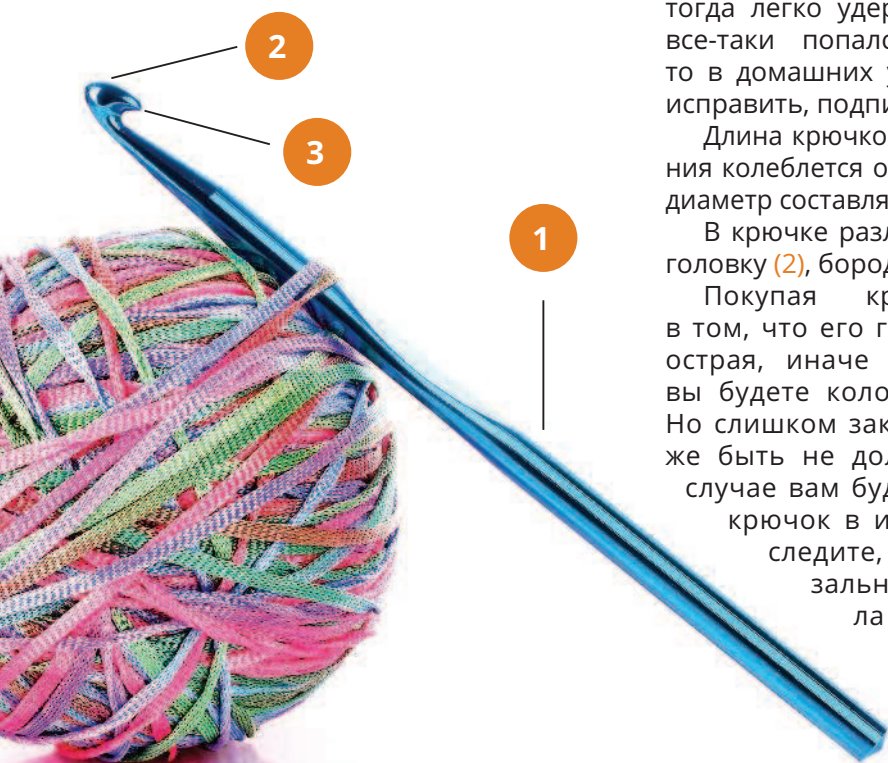 2
3
1
тогда легко удер
все-таки попалс
то в домашних у
исправить, подпи
Длина крючко
ния колеблется о
диаметр составля
В крючке разл
головку (2), бород
Покупая кр
в том, что его г
острая, иначе
вы будете коло
Но слишком зак
же быть не дол
случае вам буд
крючок в и
следите,
зальн
ла